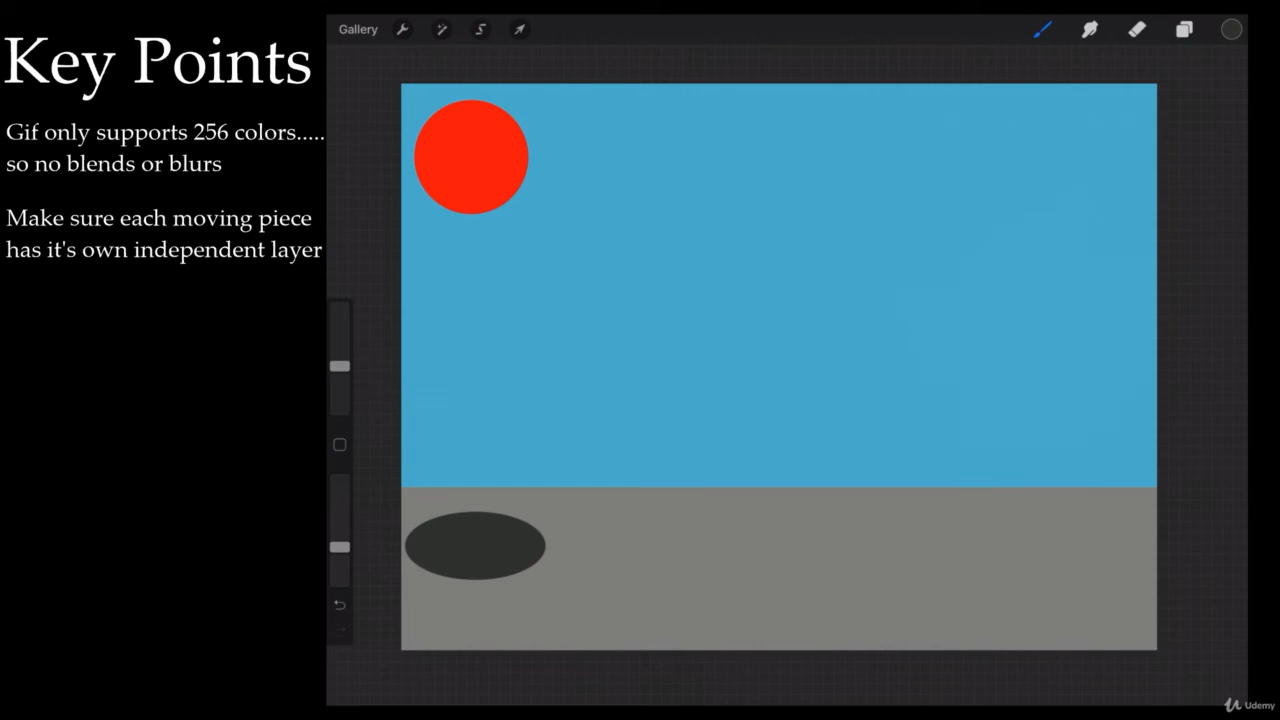 Key Points
Gif only supports 256 colors.....
so no blends or blurs
Make sure each moving piece
has it's own independent layer
Gallery
Udemy